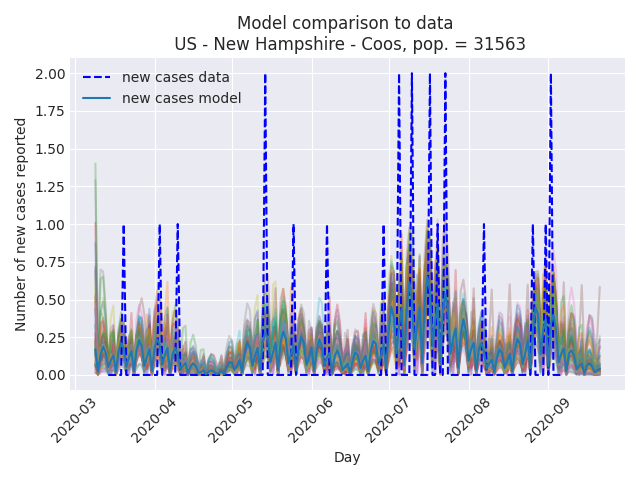 Model comparison to data
US - New Hampshire - Coos, pop. = 31563
new cases data
new cases model
Number of new cases reported
2.00
1.75
1.50
1.25
1.00
0.75
0.50
0.25
0.00
2020-03
2020-04
2020-05
2020-06
2020-07
2020-08
2020-09
Day